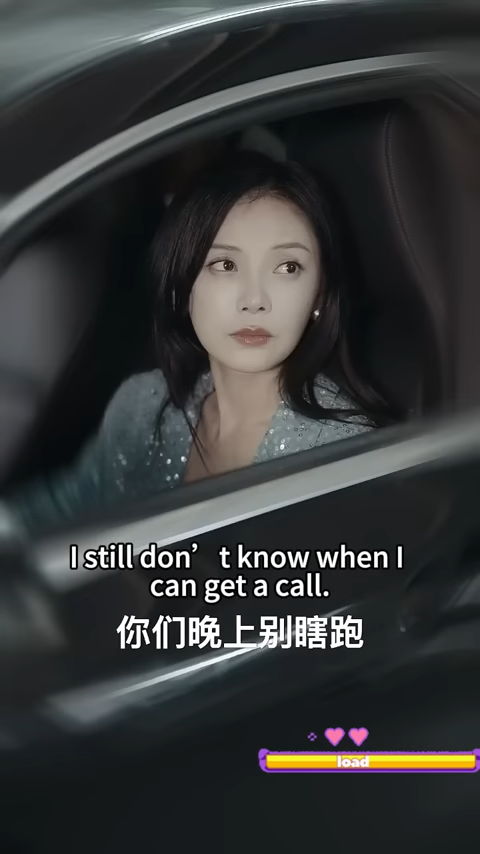 I still don’t know when I
can get a call.
你们晚上别瞎跑
load